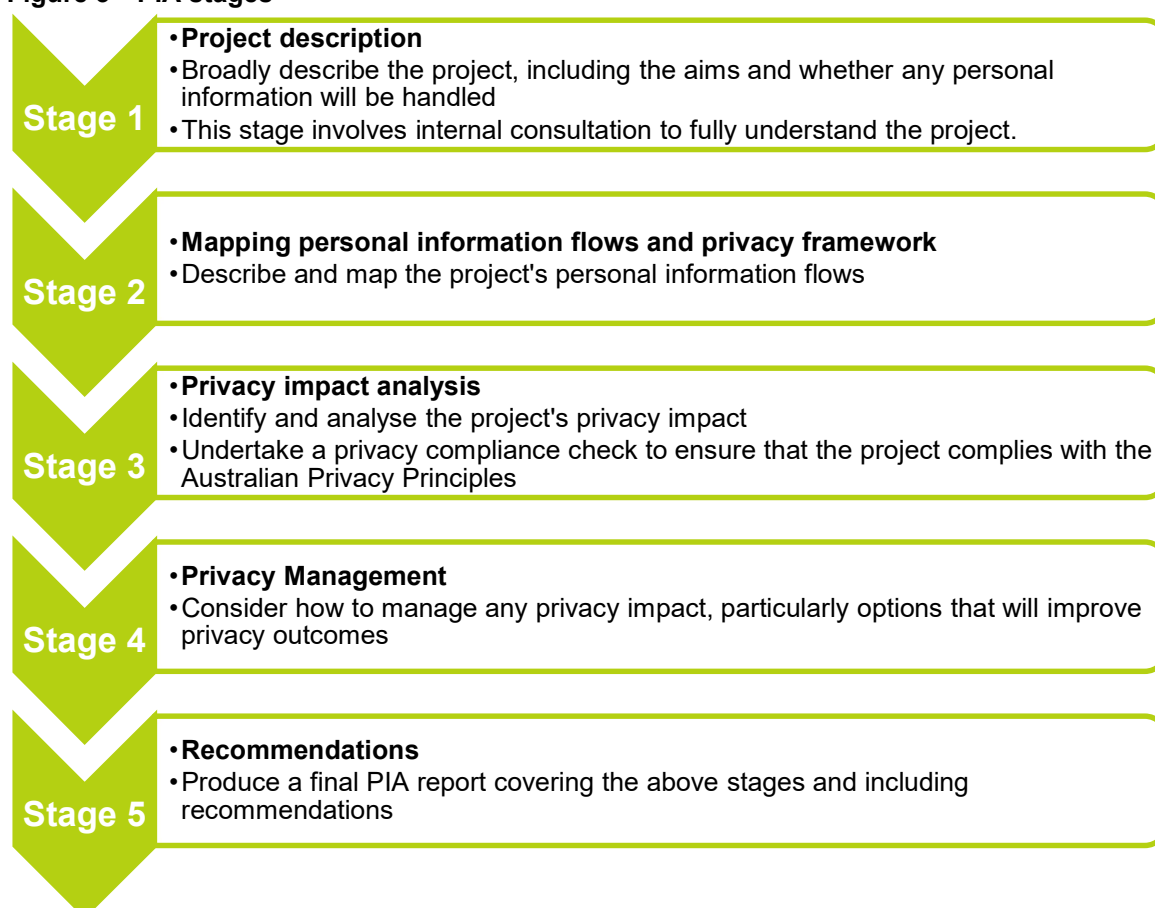 Stage 1
•Project description
•Broadly describe the project, including the aims and whether any personal
information will be handled
•This stage involves internal consultation to fully understand the project.
Stage 2
•Mapping personal information flows and privacy framework
•Describe and map the project's personal information flows
Stage 3
•Privacy impact analysis
•Identify and analyse the project's privacy impact
•Undertake a privacy compliance check to ensure that the project complies with the
Australian Privacy Principles
Stage 4
•Privacy Management
•Consider how to manage any privacy impact, particularly options that will improve
privacy outcomes
Stage 5
•Recommendations
•Produce a final PIA report covering the above stages and including
recommendations